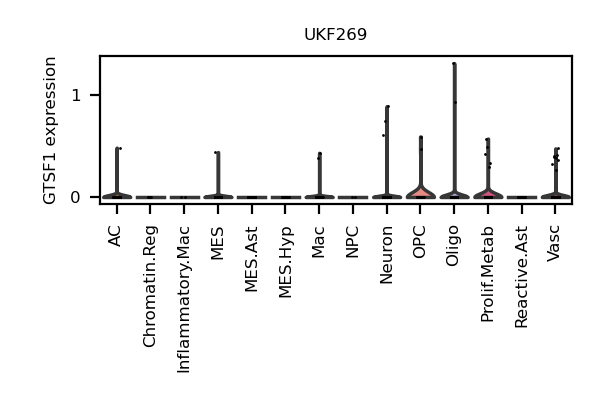 UKF269
GTSF1 expression
1
0
AC
Chromatin.Reg
Inflammatory.Mac
MES
MES.Ast
MES.Hyp
Mac
NPC
Neuron
OPC
Oligo
Prolif.Metab
Reactive.Ast
Vasc